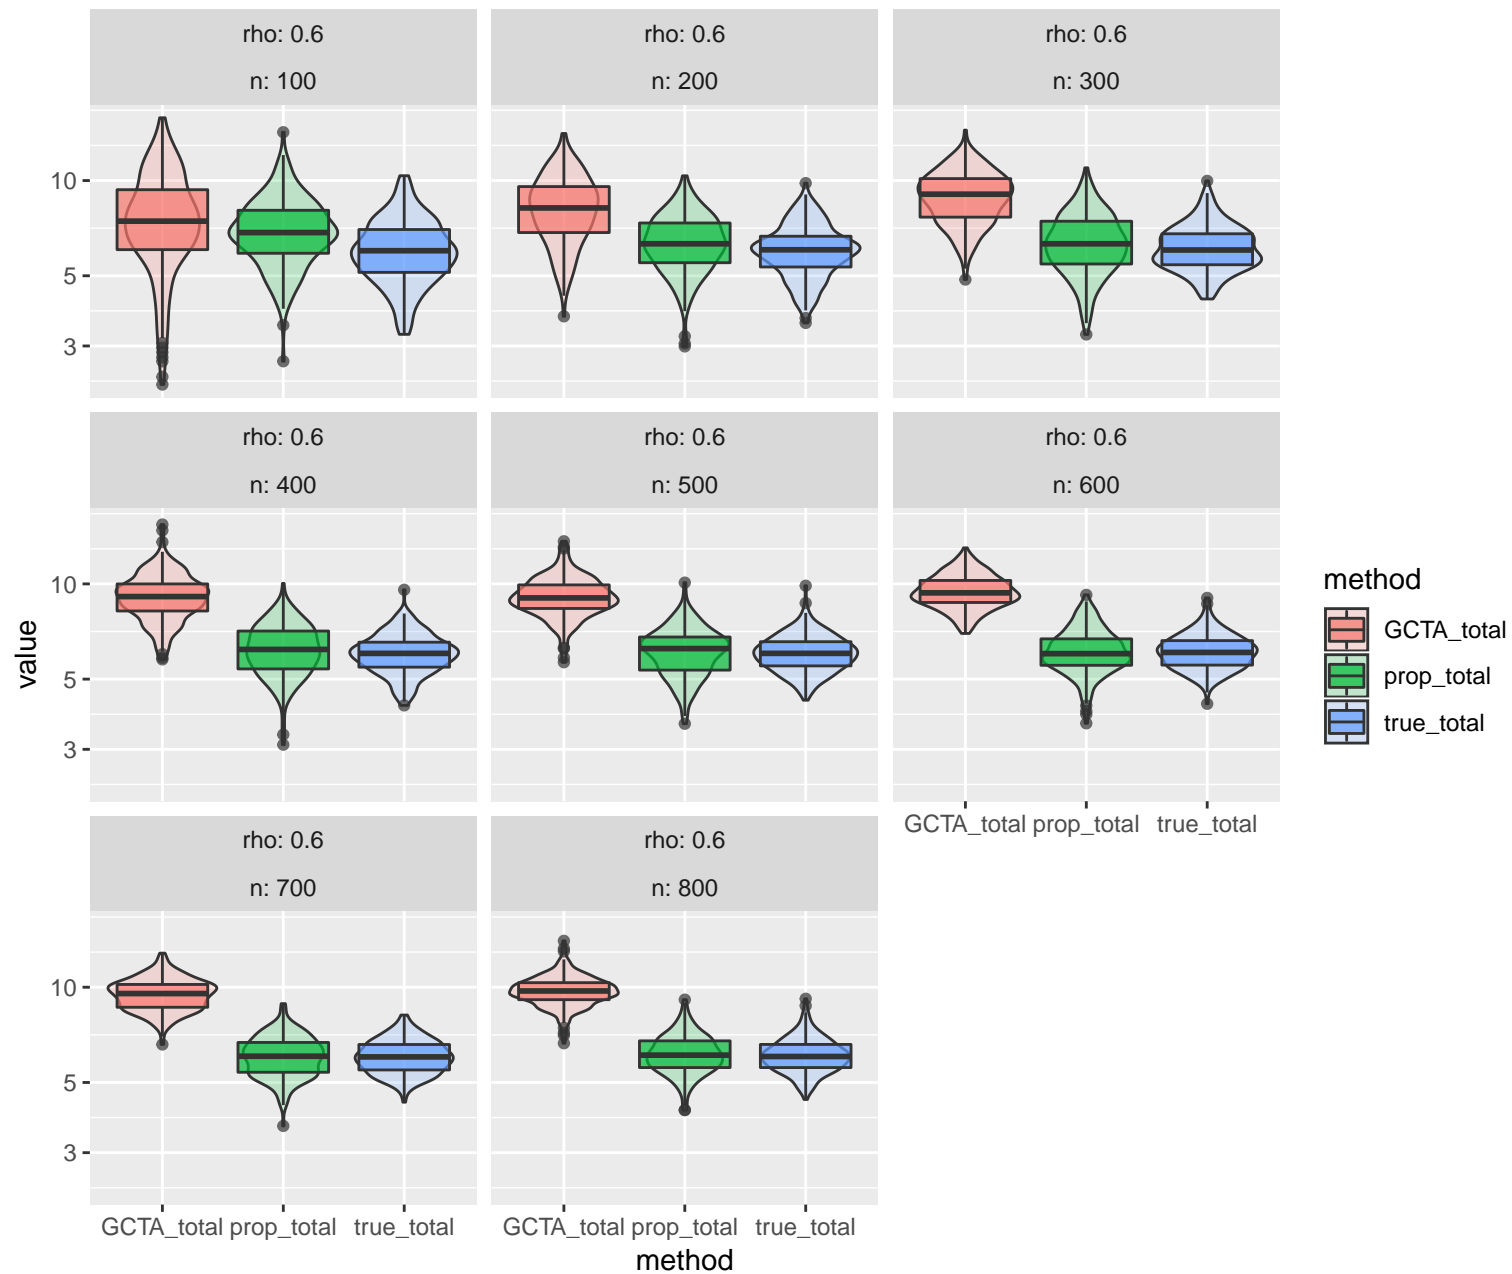 rho: 0.6
n: 100
rho: 0.6
n: 200
rho: 0.6
n: 300
10
5
3
rho: 0.6
n: 400
rho: 0.6
n: 500
rho: 0.6
n: 600
10
5
3
GCTA_total prop_total true_total
rho: 0.6
n: 700
rho: 0.6
n: 800
10
5
3
GCTA_total prop_total true_total
GCTA_total prop_total true_total
method
value
method
GCTA_total
prop_total
true_total